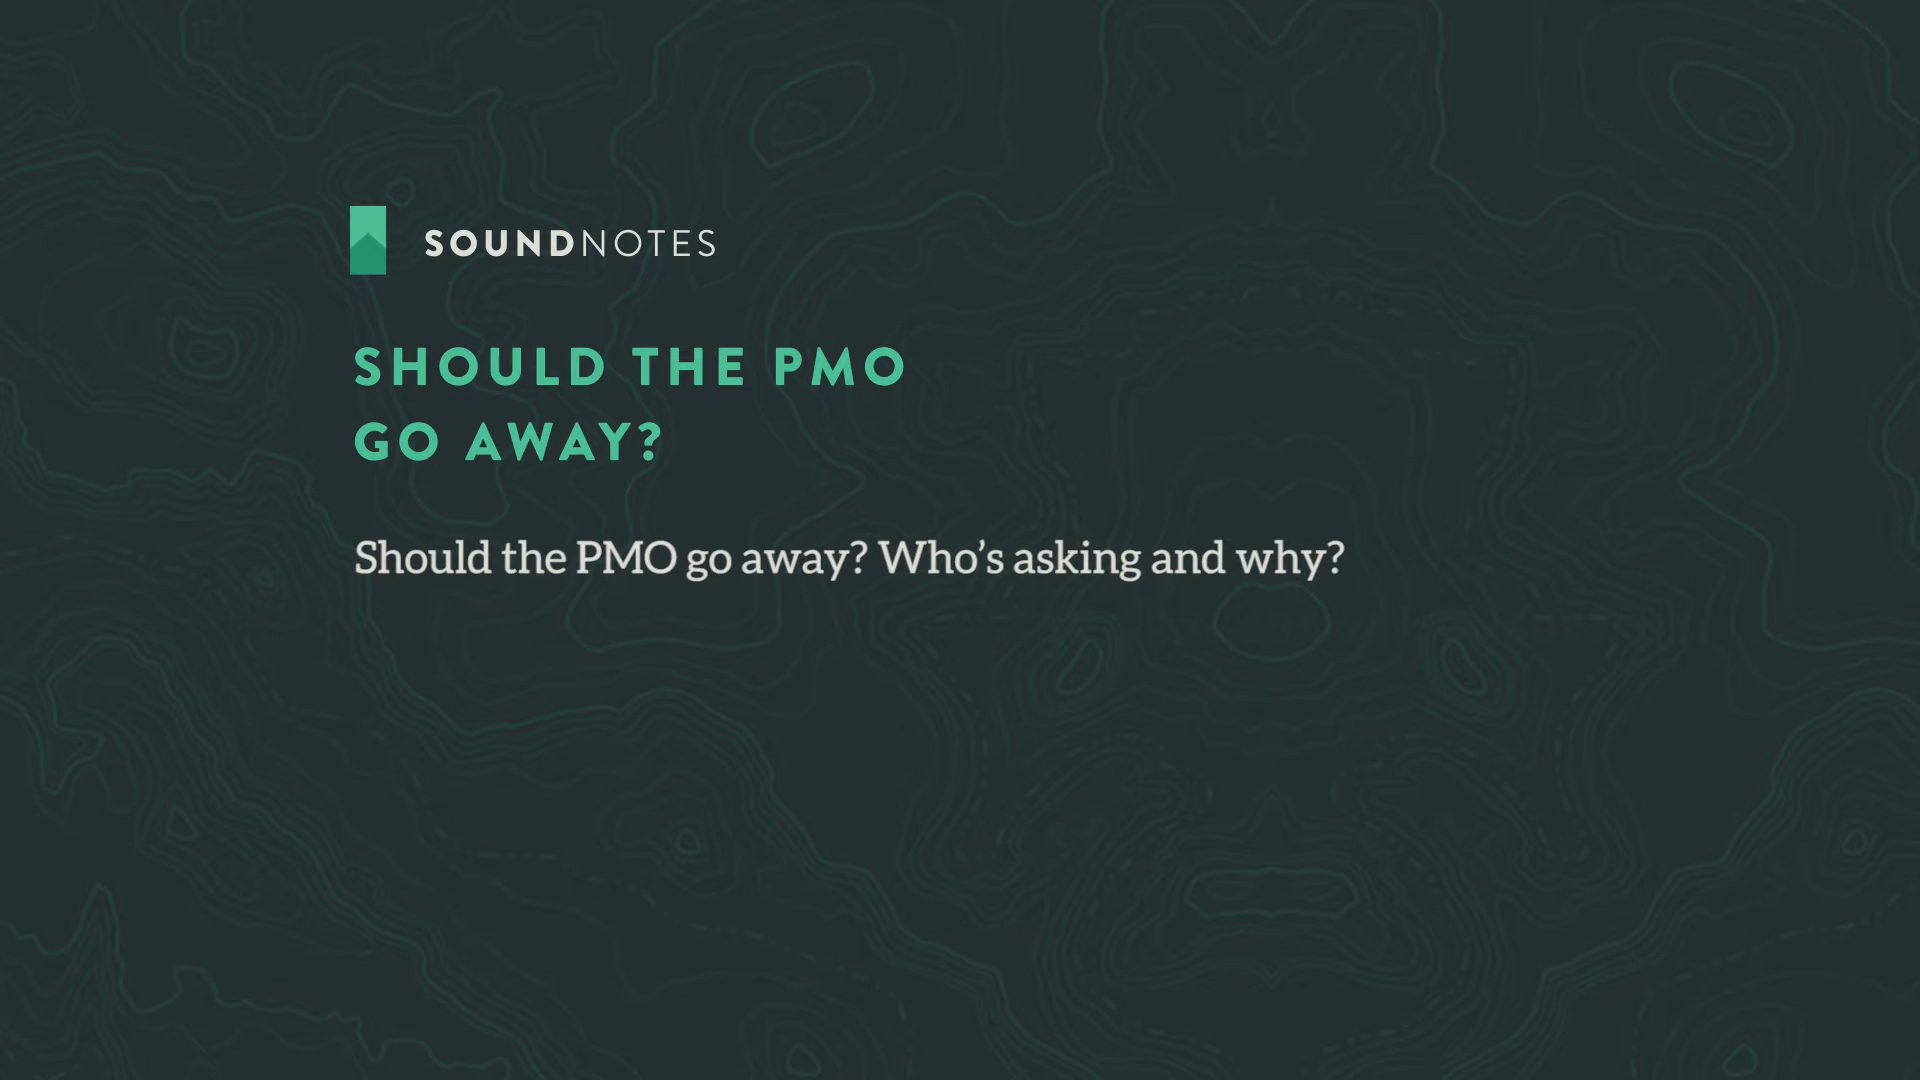 SOUNDNOTES
SHOULD THE PMO
GO AWAY?
Should the PMO go away? Who’s asking and why?